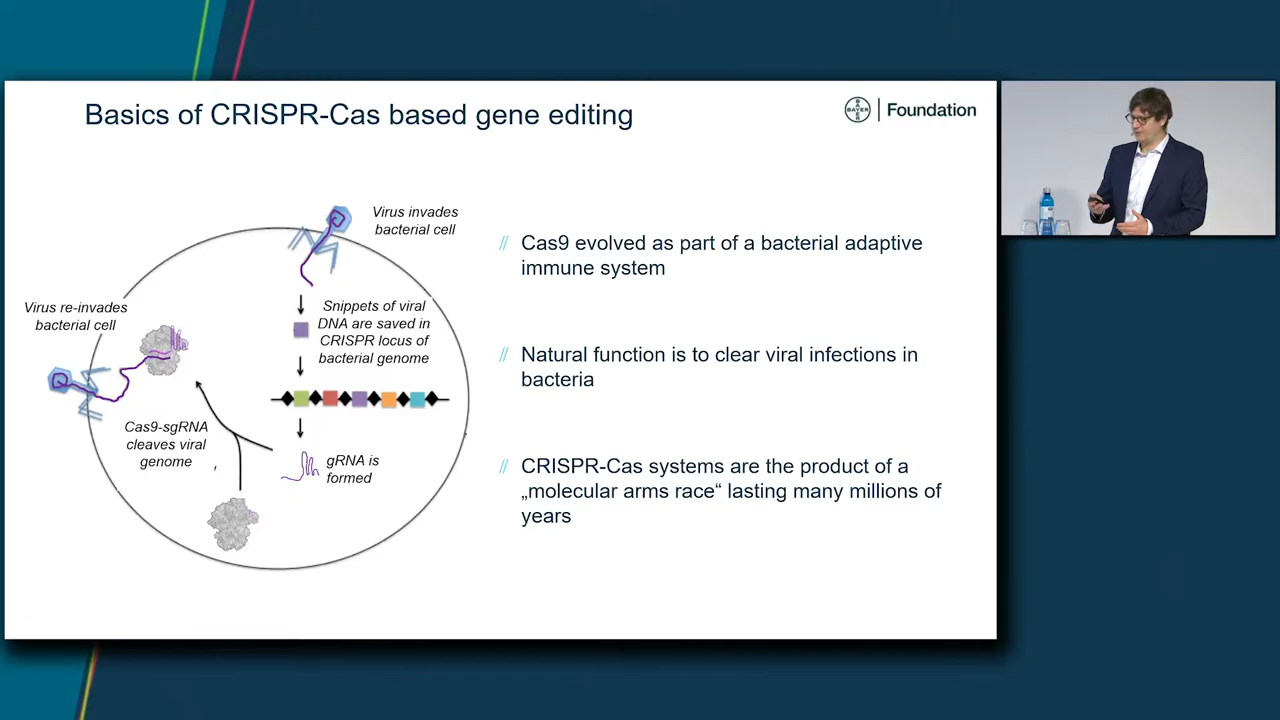 Basics of CRISPR-Cas based gene editing
BAYER
BAYER
Foundation
Virus invades
bacterial cell
Snippets of viral
DNA are saved in
CRISPR locus of
bacterial genome
Virus re-invades
bacterial cell
Cas9-sgRNA
cleaves viral
genome
gRNA is
formed
// Cas9 evolved as part of a bacterial adaptive
immune system
// Natural function is to clear viral infections in
bacteria
// CRISPR-Cas systems are the product of a
„molecular arms race“ lasting many millions of
years